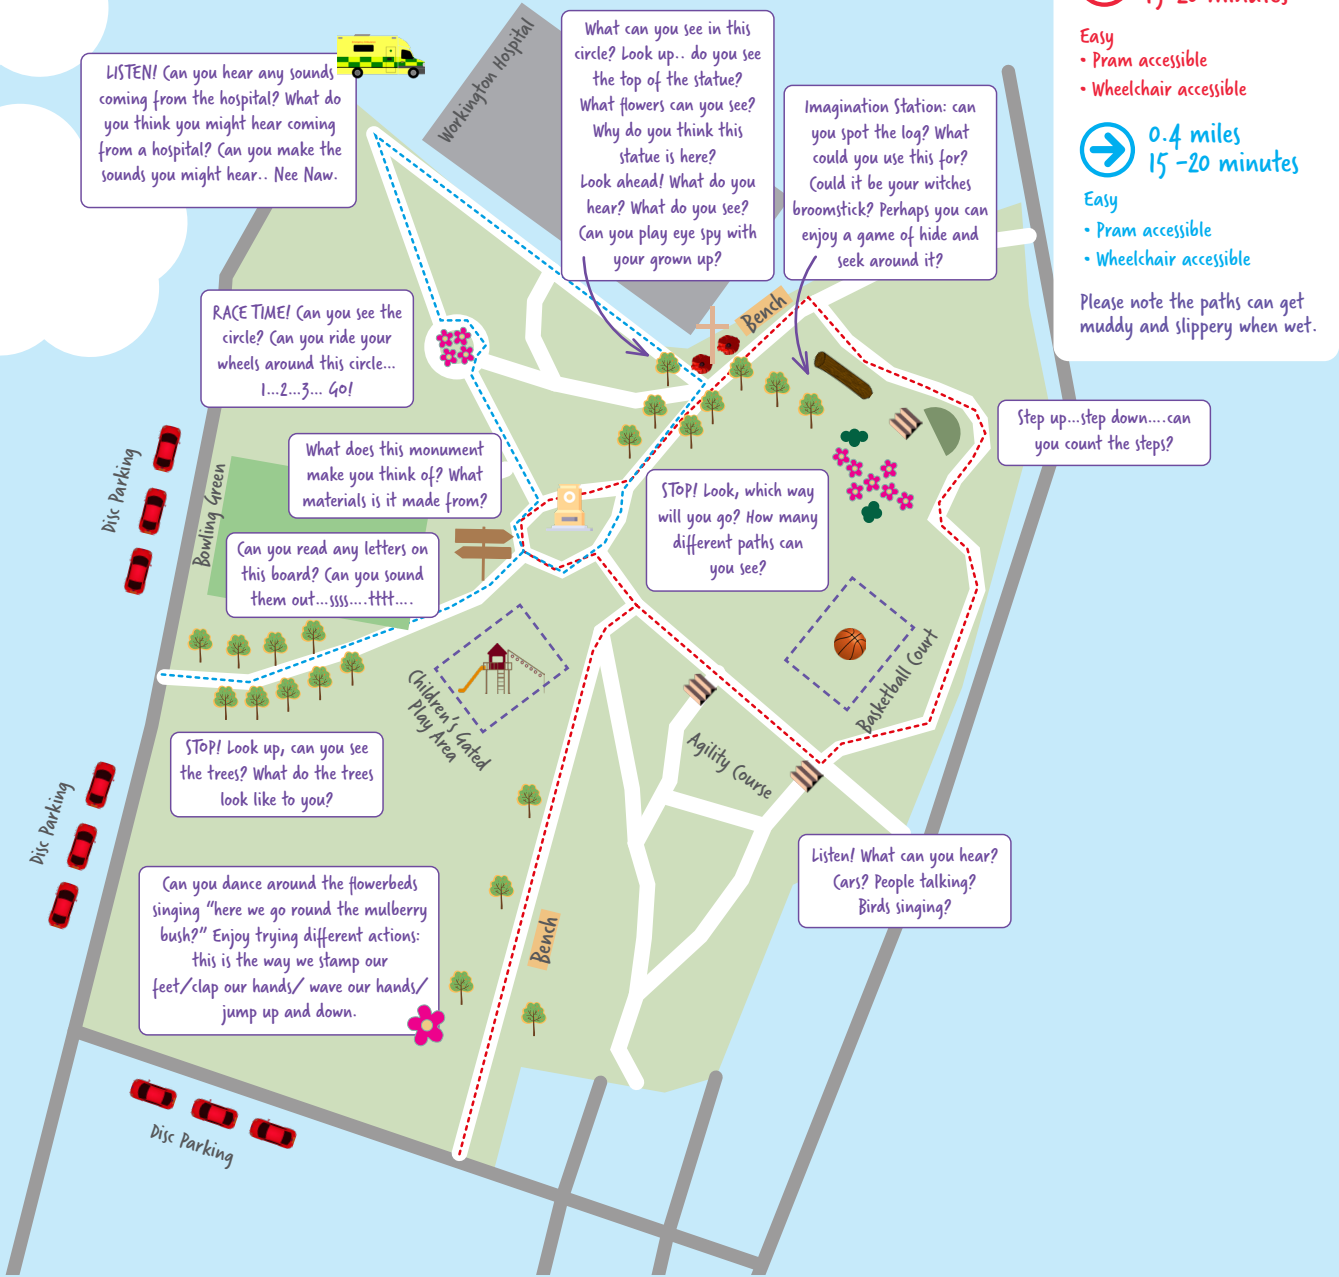 15-20 minutes
Easy
• Pram accessible
• Wheelchair accessible
0.4 miles
15 -20 minutes
Easy
• Pram accessible
• Wheelchair accessible
Please note the paths can get
muddy and slippery when wet.
LISTEN! Can you hear any sounds
coming from the hospital? What do
you think you might hear coming
from a hospital? Can you make the
sounds you might hear.. Nee Naw.
Workington Hospital
What can you see in this
circle? Look up.. do you see
the top of the statue?
What flowers can you see?
Why do you think this
statue is here?
Look ahead! What do you
hear? What do you see?
Can you play eye spy with
your grown up?
Imagination Station: can
you spot the log? What
could you use this for?
Could it be your witches
broomstick? Perhaps you can
enjoy a game of hide and
seek around it?
RACE TIME! Can you see the
circle? Can you ride your
wheels around this circle...
1...2...3... GO!
Bench
Step up...step down....can
you count the steps?
What does this monument
make you think of? What
materials is it made from?
Disc Parking
Bowling Green
STOP! Look, which way
will you go? How many
different paths can
you see?
Can you read any letters on
this board? Can you sound
them out...ssss....tttt....
Basketball Court
Children's Gated
Play Area
Agility Course
STOP! Look up, can you see
the trees? What do the trees
look like to you?
Disc Parking
Listen! What can you hear?
Cars? People talking?
Birds singing?
Can you dance around the flowerbeds
singing "here we go round the mulberry
bush?" Enjoy trying different actions:
this is the way we stamp our
feet/clap our hands/ wave our hands/
jump up and down.
Bench
Disc Parking